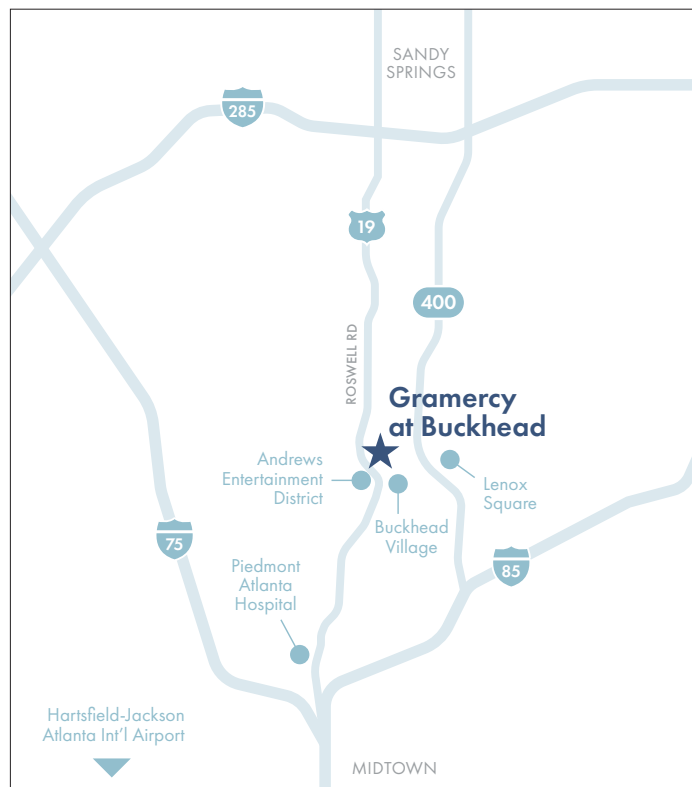 SANDY
SPRINGS
285
19
400
ROSWELL RD
Gramercy
at Buckhead
Andrews
Entertainment
District
Lenox
Square
Buckhead
Village
75
85
Piedmont
Atlanta
Hospital
Hartsfield-Jackson
Atlanta Int’l Airport
MIDTOWN